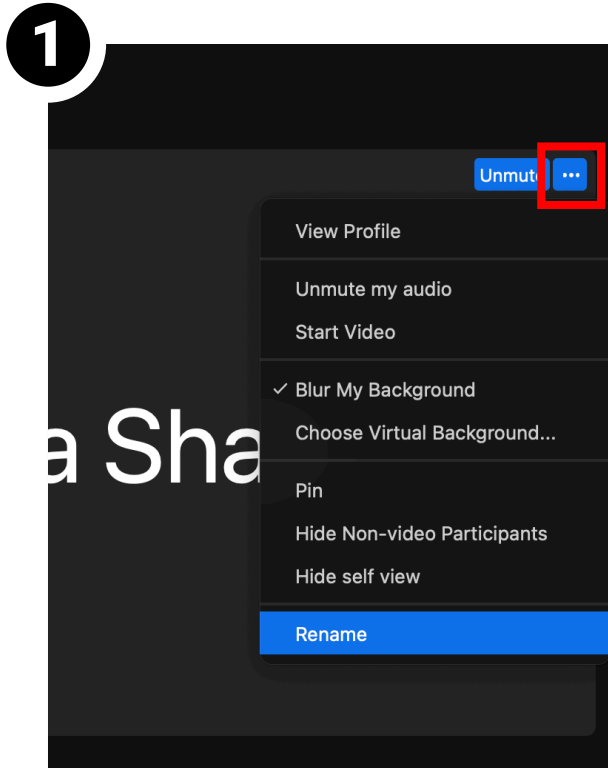 1
Unmute
...
View Profile
Unmute my audio
Start Video
✓ Blur My Background
Choose Virtual Background...
a Sha
Pin
Hide Non-video Participants
Hide self view
Rename